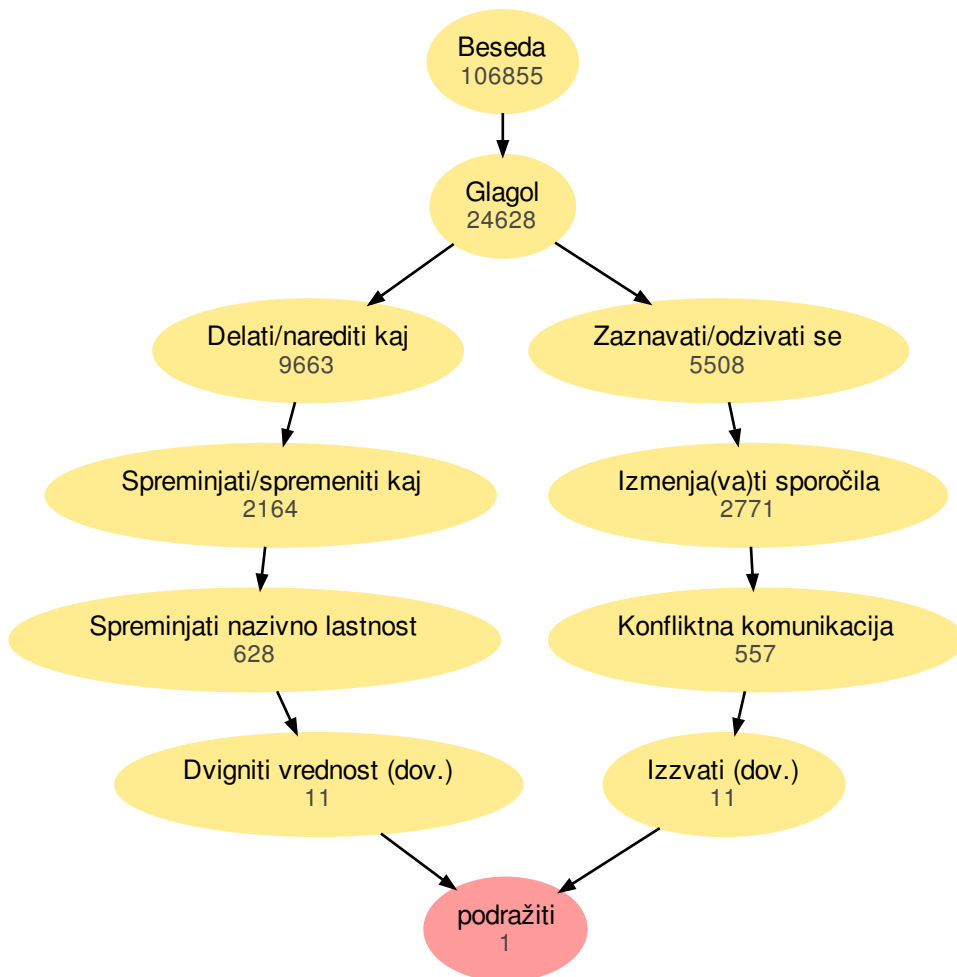 Beseda
106855
Glagol
24628
Delati/narediti kaj
9663
Zaznavati/odzivati se
5508
Spreminjati/spremeniti kaj
2164
Izmenja(va)ti sporočila
2771
Spreminjati nazivno lastnost
628
Konfliktna komunikacija
557
Dvigniti vrednost (dov.)
11
Izzvati (dov.)
11
podražiti
1